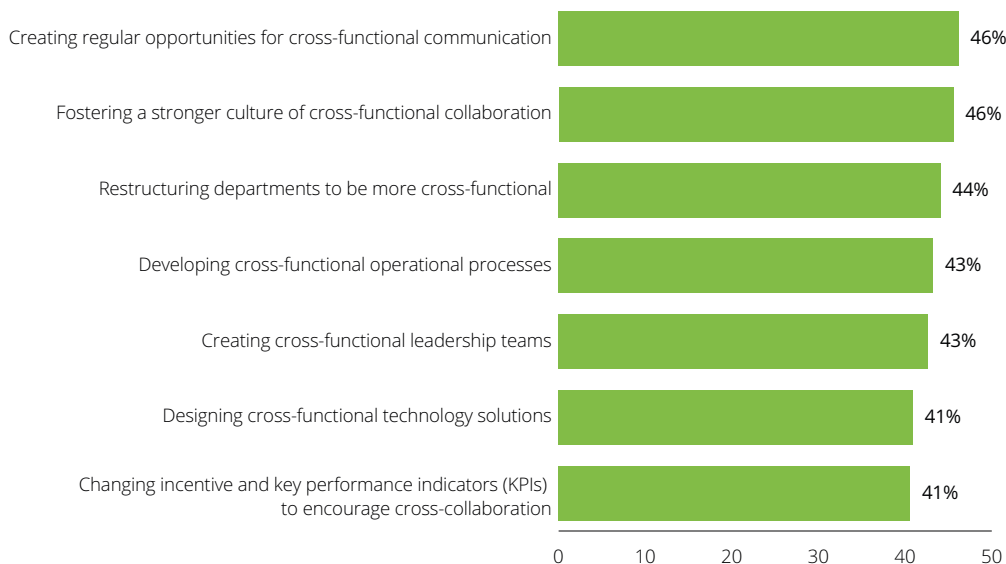 Creating regular opportunities for cross-functional communication 46%
Fostering a stronger culture of cross-functional collaboration 46%
Restructuring departments to be more cross-functional 44%
Developing cross-functional operational processes 43%
Creating cross-functional leadership teams 43%
Designing cross-functional technology solutions 41%
Changing incentive and key performance indicators (KPIs)
to encourage cross-collaboration 41%
0 10 20 30 40 50